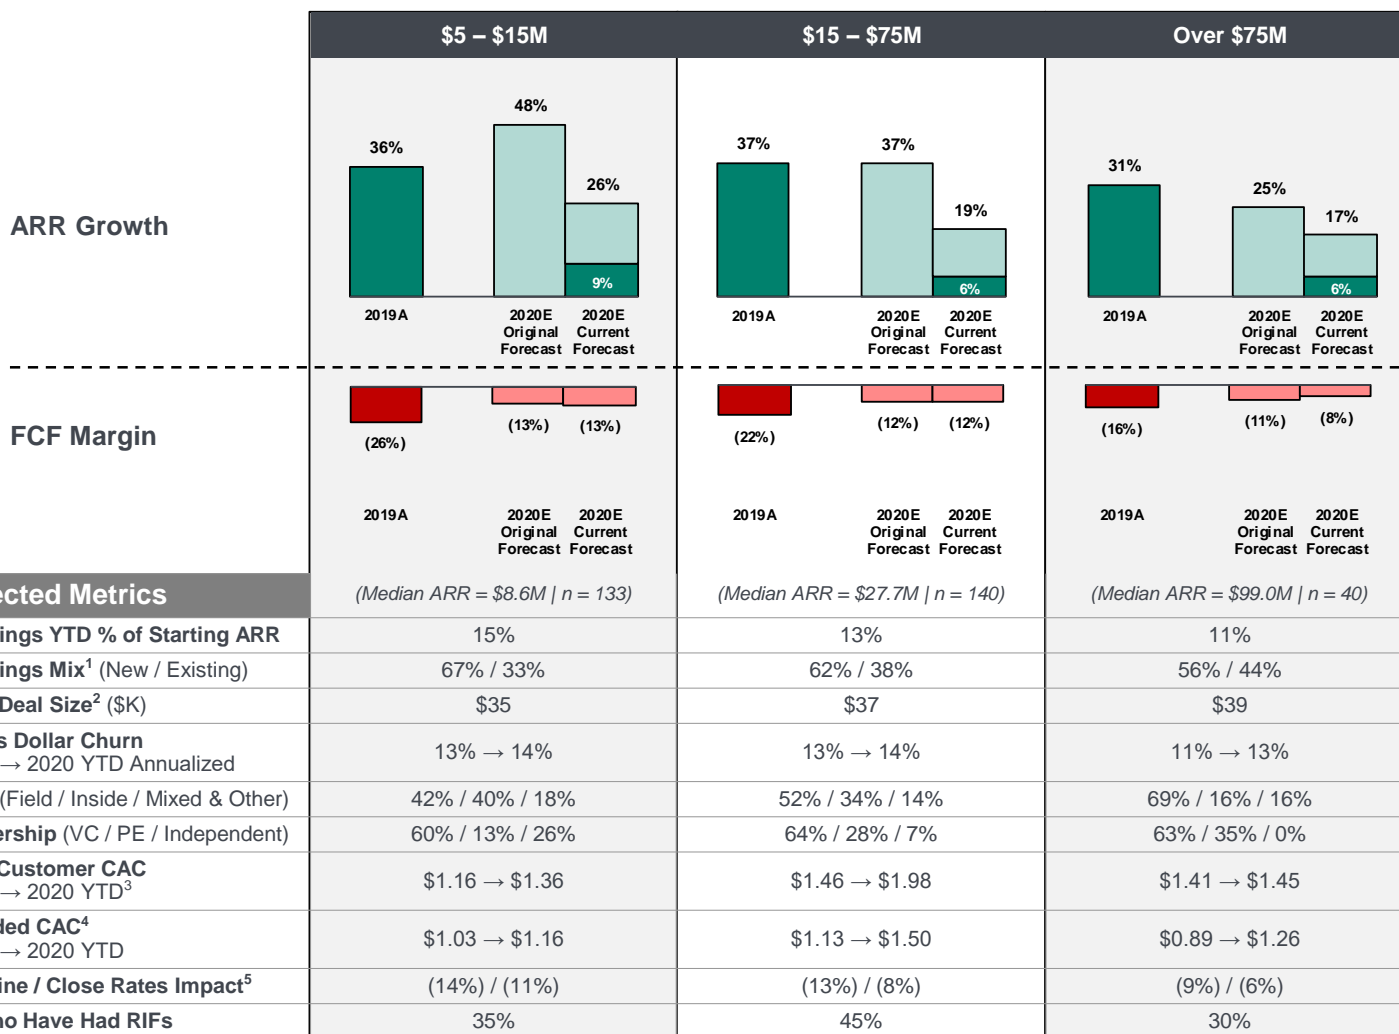 $5 – $15M $15 – $75M Over $75M
ARR Growth
36% 48% 26% 9%
37% 37% 19% 6%
31% 25% 17% 6%
2019A 2020E Original Forecast 2020E Current Forecast
2019A 2020E Original Forecast 2020E Current Forecast
2019A 2020E Original Forecast 2020E Current Forecast
FCF Margin
(26%) (13%) (13%)
(22%) (12%) (12%)
(16%) (11%) (8%)
2019A 2020E Original Forecast 2020E Current Forecast
2019A 2020E Original Forecast 2020E Current Forecast
2019A 2020E Original Forecast 2020E Current Forecast
ected Metrics (Median ARR = $8.6M | n = 133) (Median ARR = $27.7M | n = 140) (Median ARR = $99.0M | n = 40)
ings YTD % of Starting ARR 15% 13% 11%
ings Mix¹ (New / Existing) 67% / 33% 62% / 38% 56% / 44%
Deal Size² ($K) $35 $37 $39
s Dollar Churn
→ 2020 YTD Annualized 13% → 14% 13% → 14% 11% → 13%
(Field / Inside / Mixed & Other) 42% / 40% / 18% 52% / 34% / 14% 69% / 16% / 16%
ership (VC / PE / Independent) 60% / 13% / 26% 64% / 28% / 7% 63% / 35% / 0%
Customer CAC
→ 2020 YTD³ $1.16 → $1.36 $1.46 → $1.98 $1.41 → $1.45
ded CAC⁴
→ 2020 YTD $1.03 → $1.16 $1.13 → $1.50 $0.89 → $1.26
ine / Close Rates Impact⁵ (14%) / (11%) (13%) / (8%) (9%) / (6%)
no Have Had RIFs 35% 45% 30%